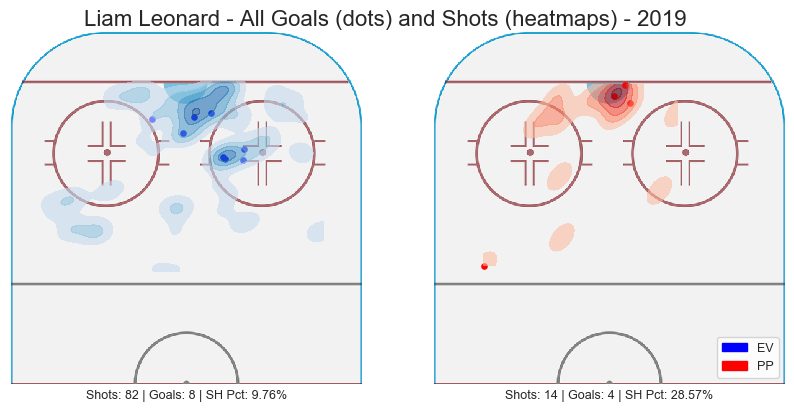 Liam Leonard - All Goals (dots) and Shots (heatmaps) - 2019
EV
PP
Shots: 82 | Goals: 8 | SH Pct: 9.76%
Shots: 14 | Goals: 4 | SH Pct: 28.57%